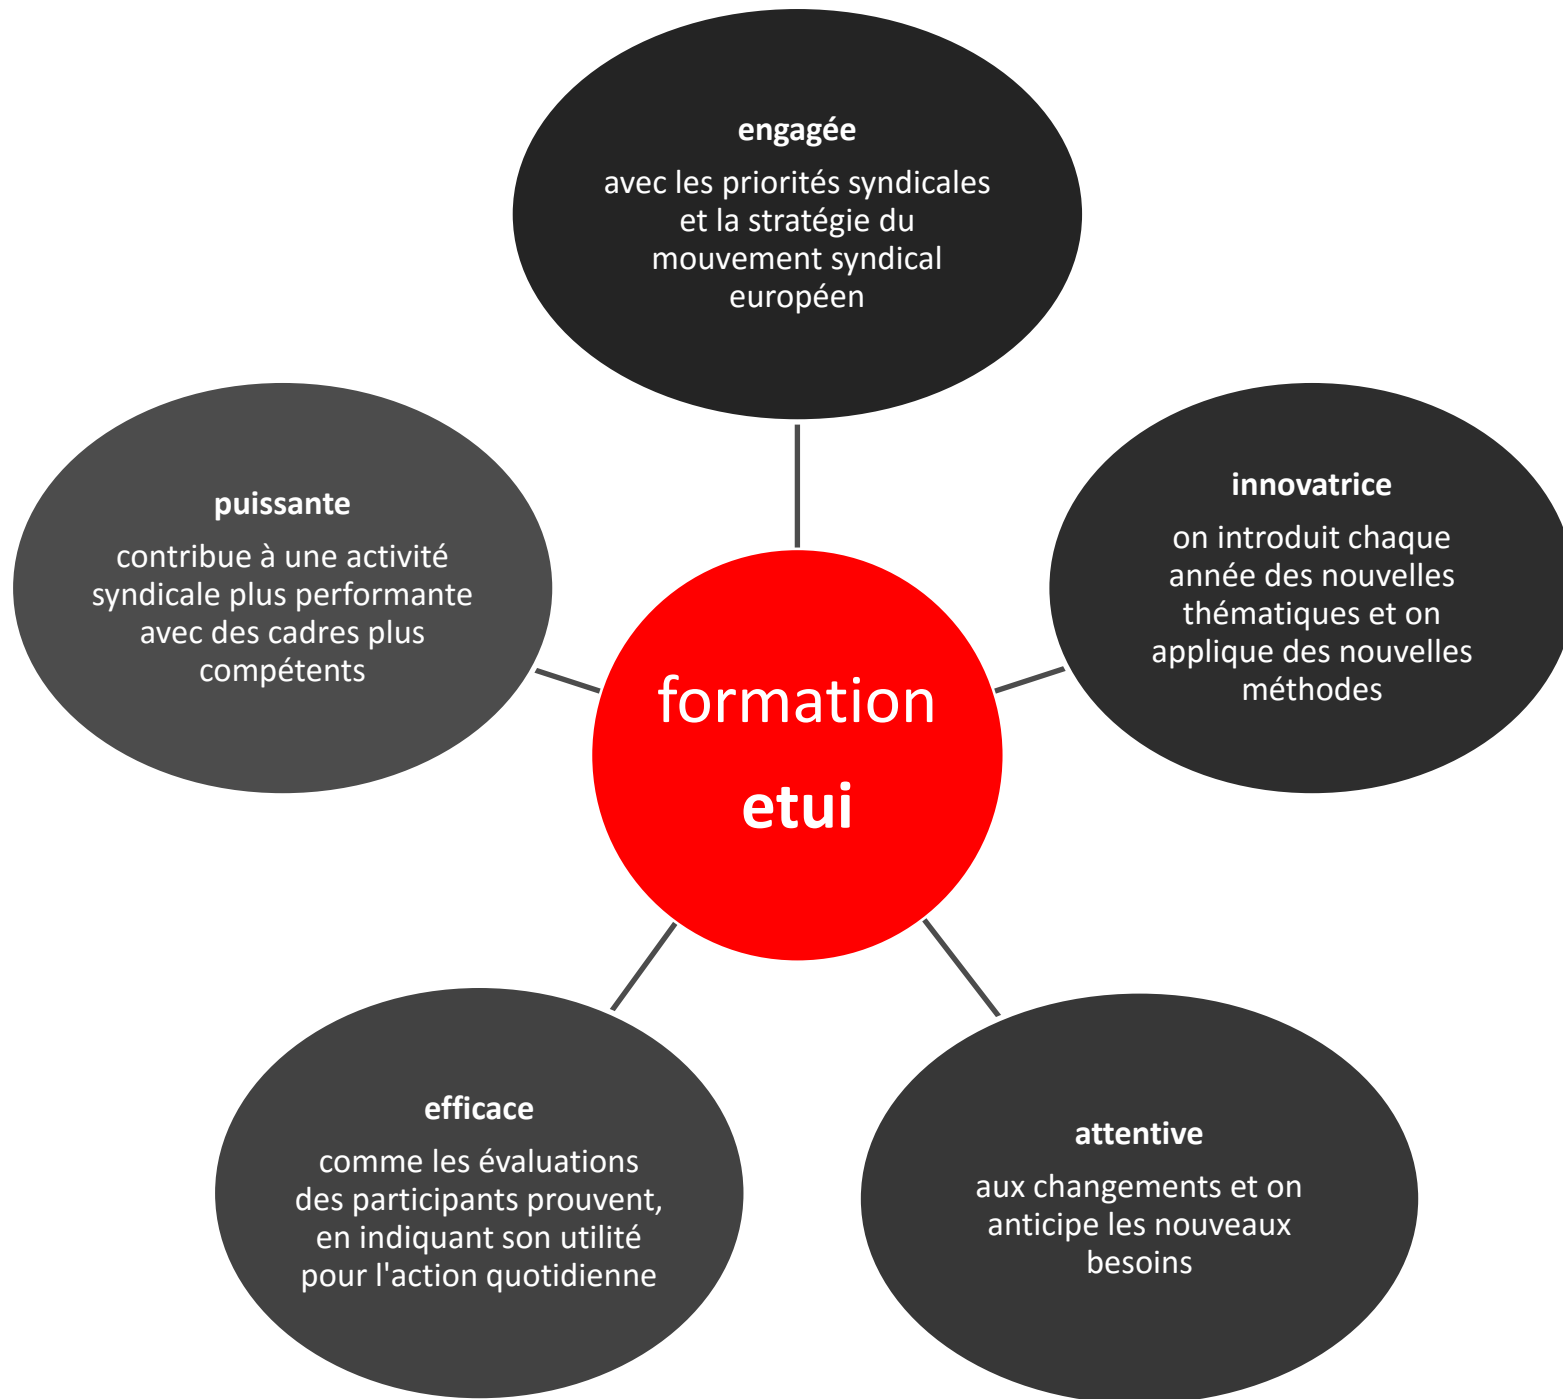 engagée
avec les priorités syndicales
et la stratégie du
mouvement syndical
européen
puissante
contribue à une activité
syndicale plus performante
avec des cadres plus
compétents
innovatrice
on introduit chaque
année des nouvelles
thématiques et on
applique des nouvelles
méthodes
formation
etui
efficace
comme les évaluations
des participants prouvent,
en indiquant son utilité
pour l'action quotidienne
attentive
aux changements et on
anticipe les nouveaux
besoins